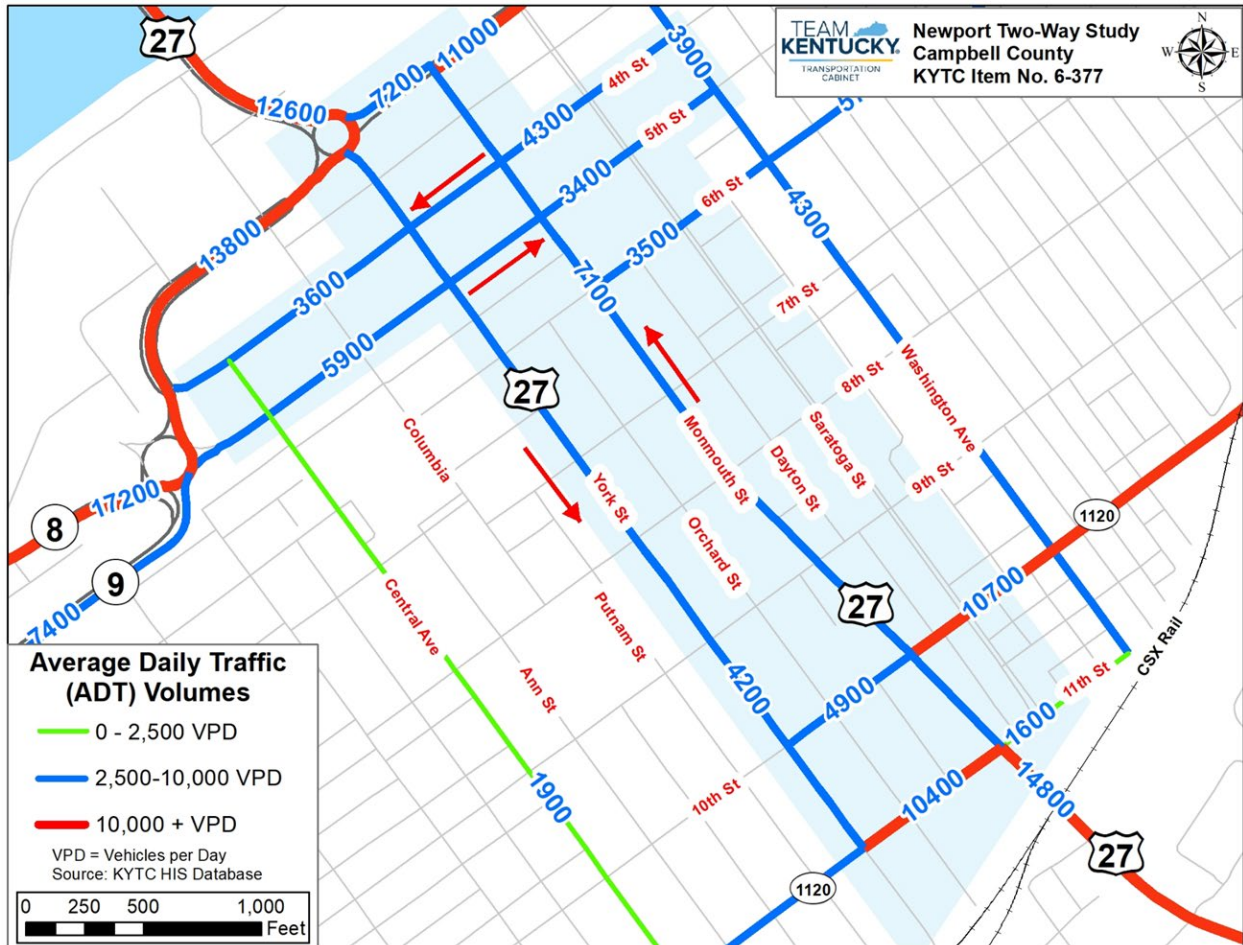 27
TEAM
KENTUCKY
TRANSPORTATION
CABINET
Newport Two-Way Study
Campbell County
KYTC Item No. 6-377
N
W
E
S
11000
3900
7200
12600
4th St
4300
5th St
3400
6th St
3500
4300
13800
3600
5900
7100
7th St
8th St
27
Columbia
Monmouth St
Dayton St
Saratoga St
Washington Ave
9th St
17200
8
York St
Orchard St
1120
9
7400
Central Ave
Putnam St
27
10700
Ann St
4200
4900
11th St
CSX Rail
1600
10400
14800
10th St
1900
1120
27
Average Daily Traffic
(ADT) Volumes
0 - 2,500 VPD
2,500-10,000 VPD
10,000 + VPD
VPD = Vehicles per Day
Source: KYTC HIS Database
0 250 500 1,000
Feet